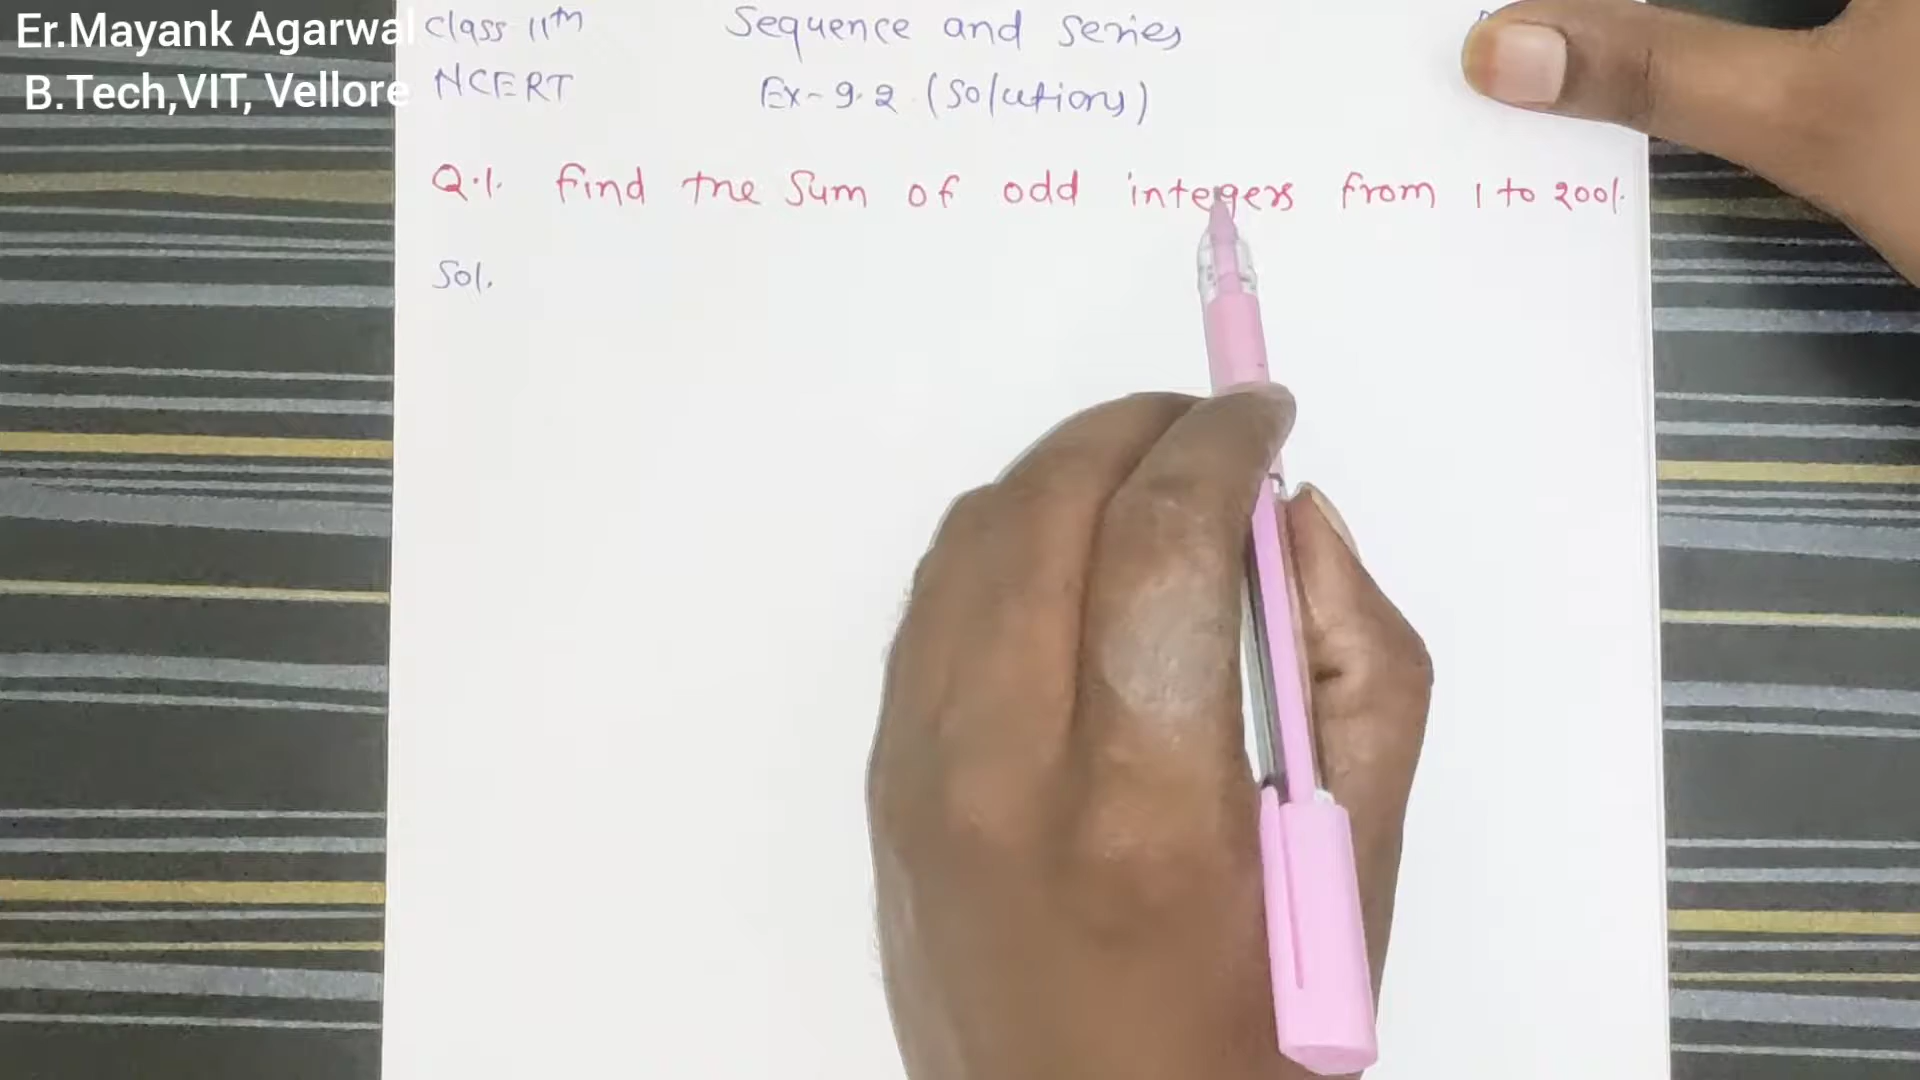 Er.Mayank Agarwal
B.Tech,VIT, Vellore
Class 11th Sequence and Series
NCERT Ex-9.2 (Solutions)
Q.1. Find the Sum of odd integers from 1 to 2001.
Sol.